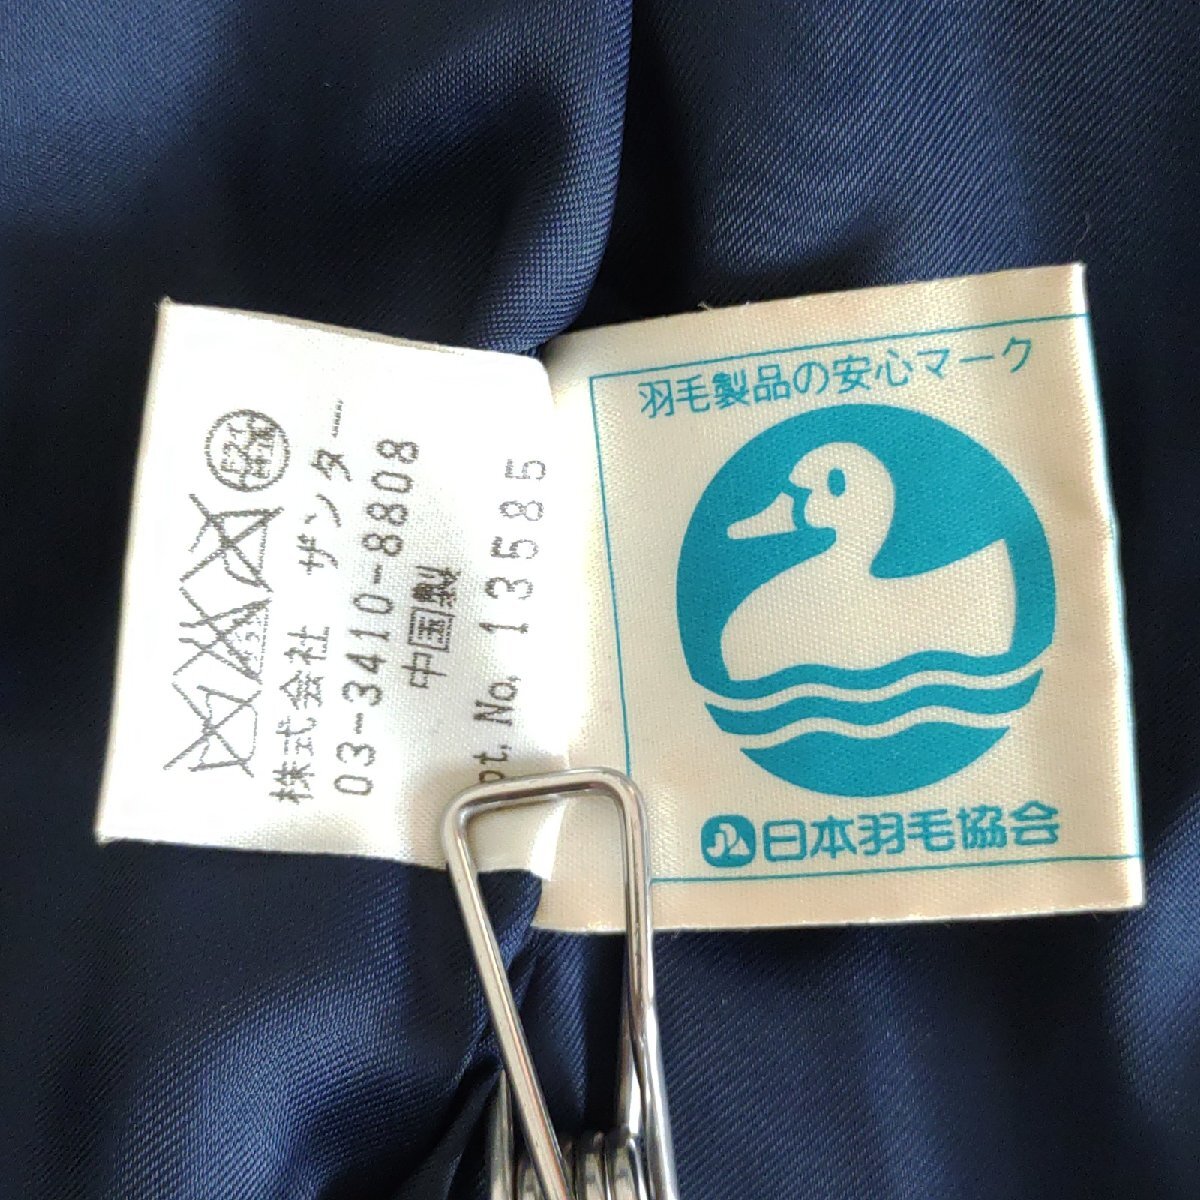 株式会社 ザンター
03-3410-8808
中国製
pt. No. 13585
羽毛製品の安心マーク
日本羽毛協会